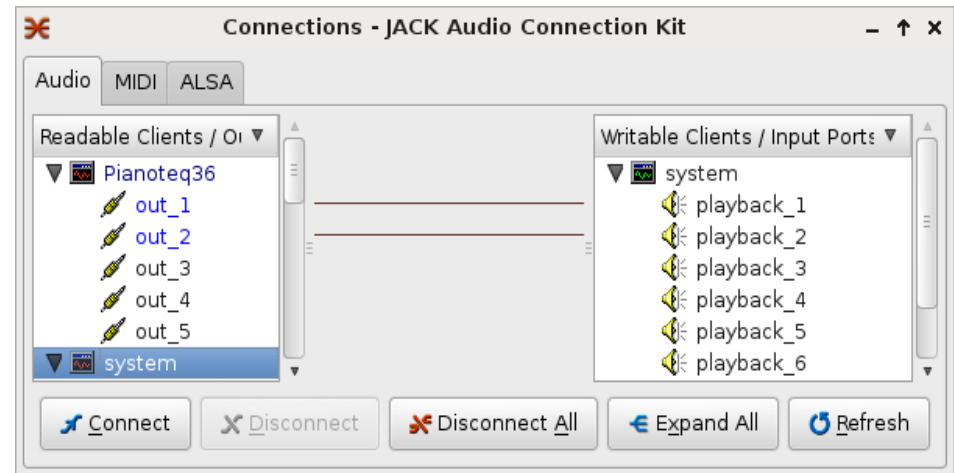 Connections - JACK Audio Connection Kit
Audio MIDI ALSA
Readable Clients / Ou
Pianoteq36
out_1
out_2
out_3
out_4
out_5
system
Writable Clients / Input Ports
system
playback_1
playback_2
playback_3
playback_4
playback_5
playback_6
Connect Disconnect Disconnect All Expand All Refresh